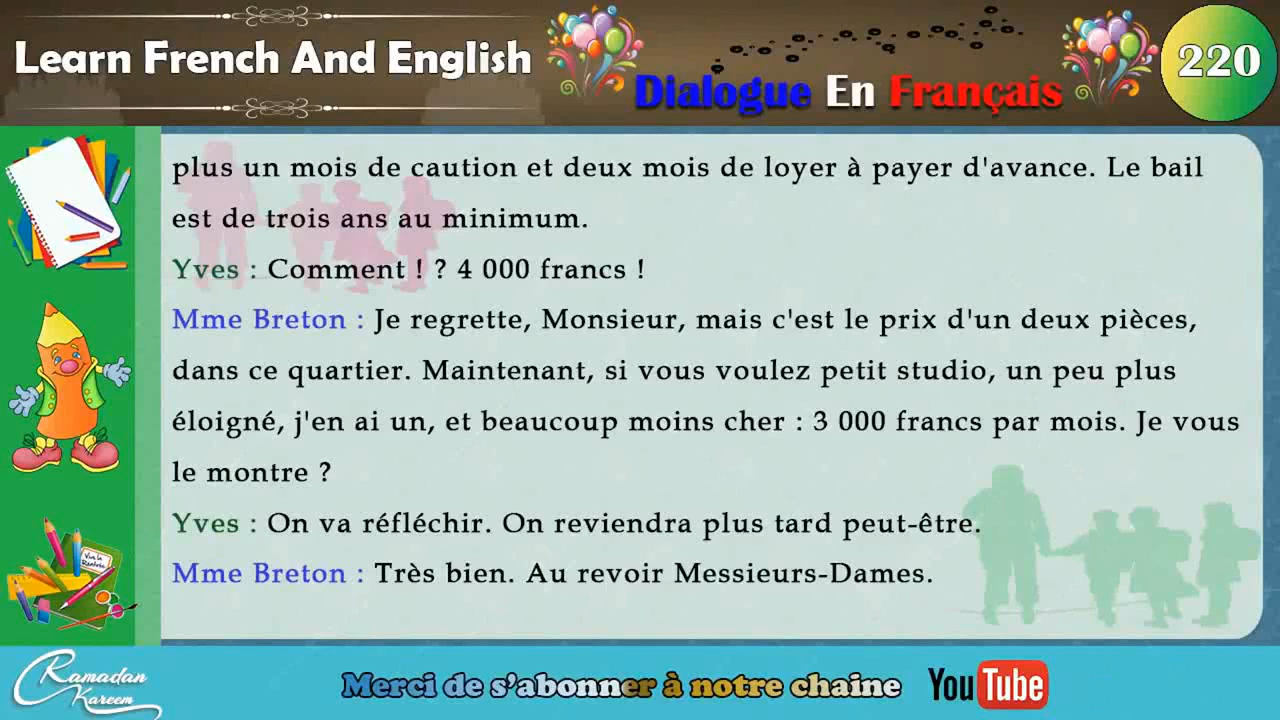 Learn French And English
Dialogue En Français
220
plus un mois de caution et deux mois de loyer à payer d'avance. Le bail
est de trois ans au minimum.
Yves : Comment ! ? 4 000 francs !
Mme Breton : Je regrette, Monsieur, mais c'est le prix d'un deux pièces,
dans ce quartier. Maintenant, si vous voulez petit studio, un peu plus
éloigné, j'en ai un, et beaucoup moins cher : 3 000 francs par mois. Je vous
le montre ?
Yves : On va réfléchir. On reviendra plus tard peut-être.
Mme Breton : Très bien. Au revoir Messieurs-Dames.
Vive la
Rentrée
Ramadan
Kareem
Merci de s'abonner à notre chaine
YouTube